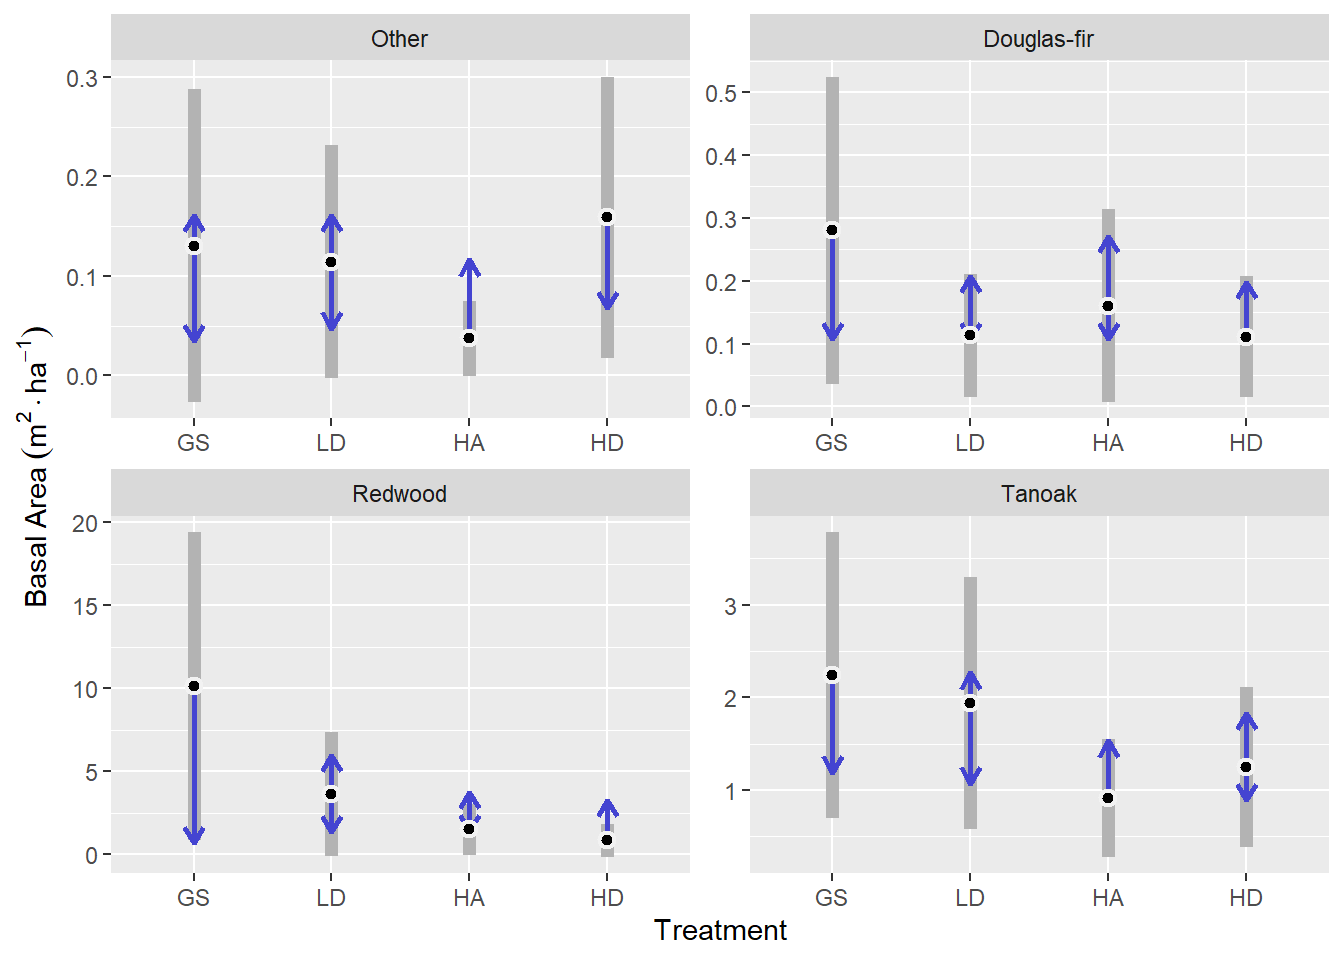 Other
Douglas-fir
0.3
0.2
0.1
0.0
0.5
0.4
0.3
0.2
0.1
0.0
GS LD HA HD
GS LD HA HD
Redwood
Tanoak
20
15
10
5
0
3
2
1
GS LD HA HD
GS LD HA HD
Basal Area (m² · ha⁻¹)
Treatment